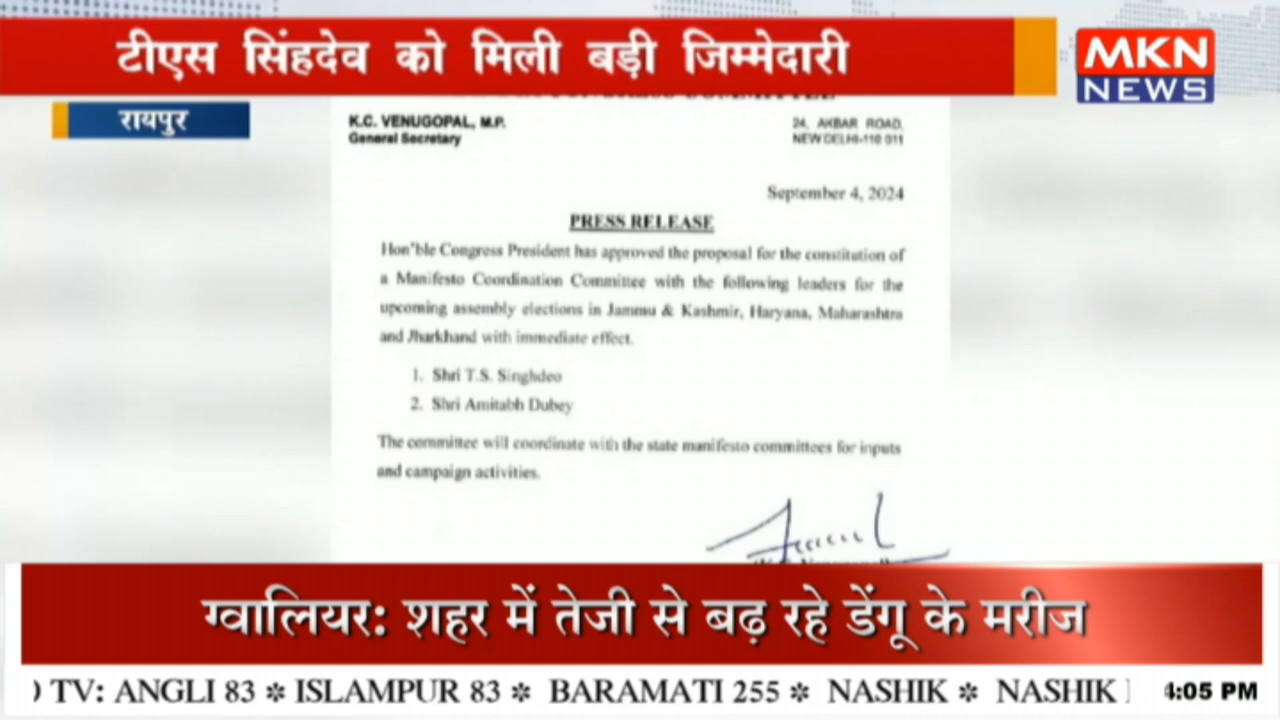 टीएस सिंहदेव को मिली बड़ी जिम्मेदारी
MKN
NEWS
रायपुर
K.C. VENUGOPAL, M.P.
General Secretary
24, AKBAR ROAD,
NEW DELHI-110 011
September 4, 2024
PRESS RELEASE
Hon'ble Congress President has approved the proposal for the constitution of
a Manifesto Coordination Committee with the following leaders for the
upcoming assembly elections in Jammu & Kashmir, Haryana, Maharashtra
and Jharkhand with immediate effect.
1. Shri T.S. Singhdeo
2. Shri Amitabh Dubey
The committee will coordinate with the state manifesto committees for inputs
and campaign activities.
ग्वालियर: शहर में तेजी से बढ़ रहे डेंगू के मरीज
) TV: ANGLI 83 ✲ ISLAMPUR 83 ✲ BARAMATI 255 ✲ NASHIK ✲ NASHIK
4:05 PM